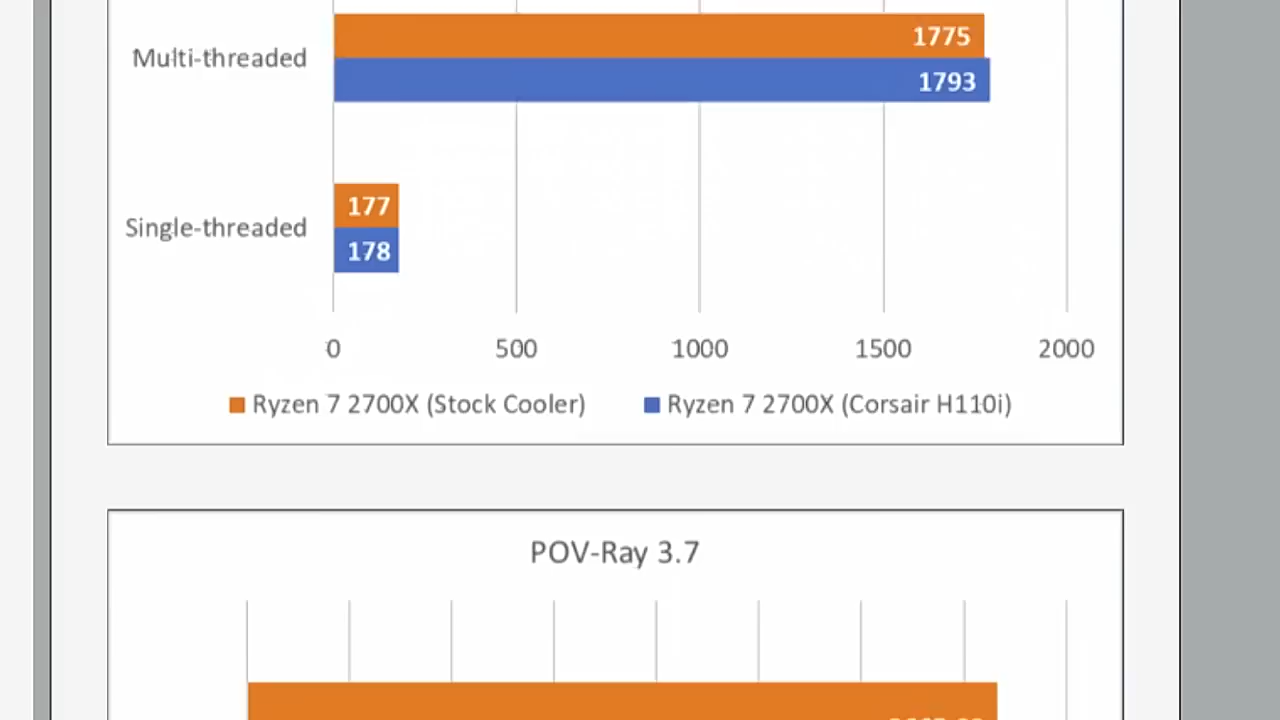 Multi-threaded
1775
1793
Single-threaded
177
178
0 500 1000 1500 2000
Ryzen 7 2700X (Stock Cooler) Ryzen 7 2700X (Corsair H110i)
POV-Ray 3.7